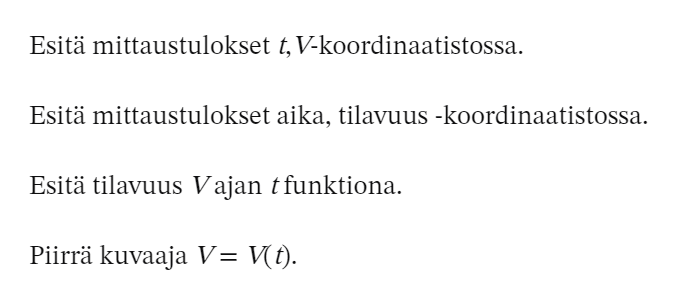 Esitä mittaustulokset t, V-koordinaatistossa.
Esitä mittaustulokset aika, tilavuus -koordinaatistossa.
Esitä tilavuus V ajan t funktiona.
Piirrä kuvaaja V = V(t).